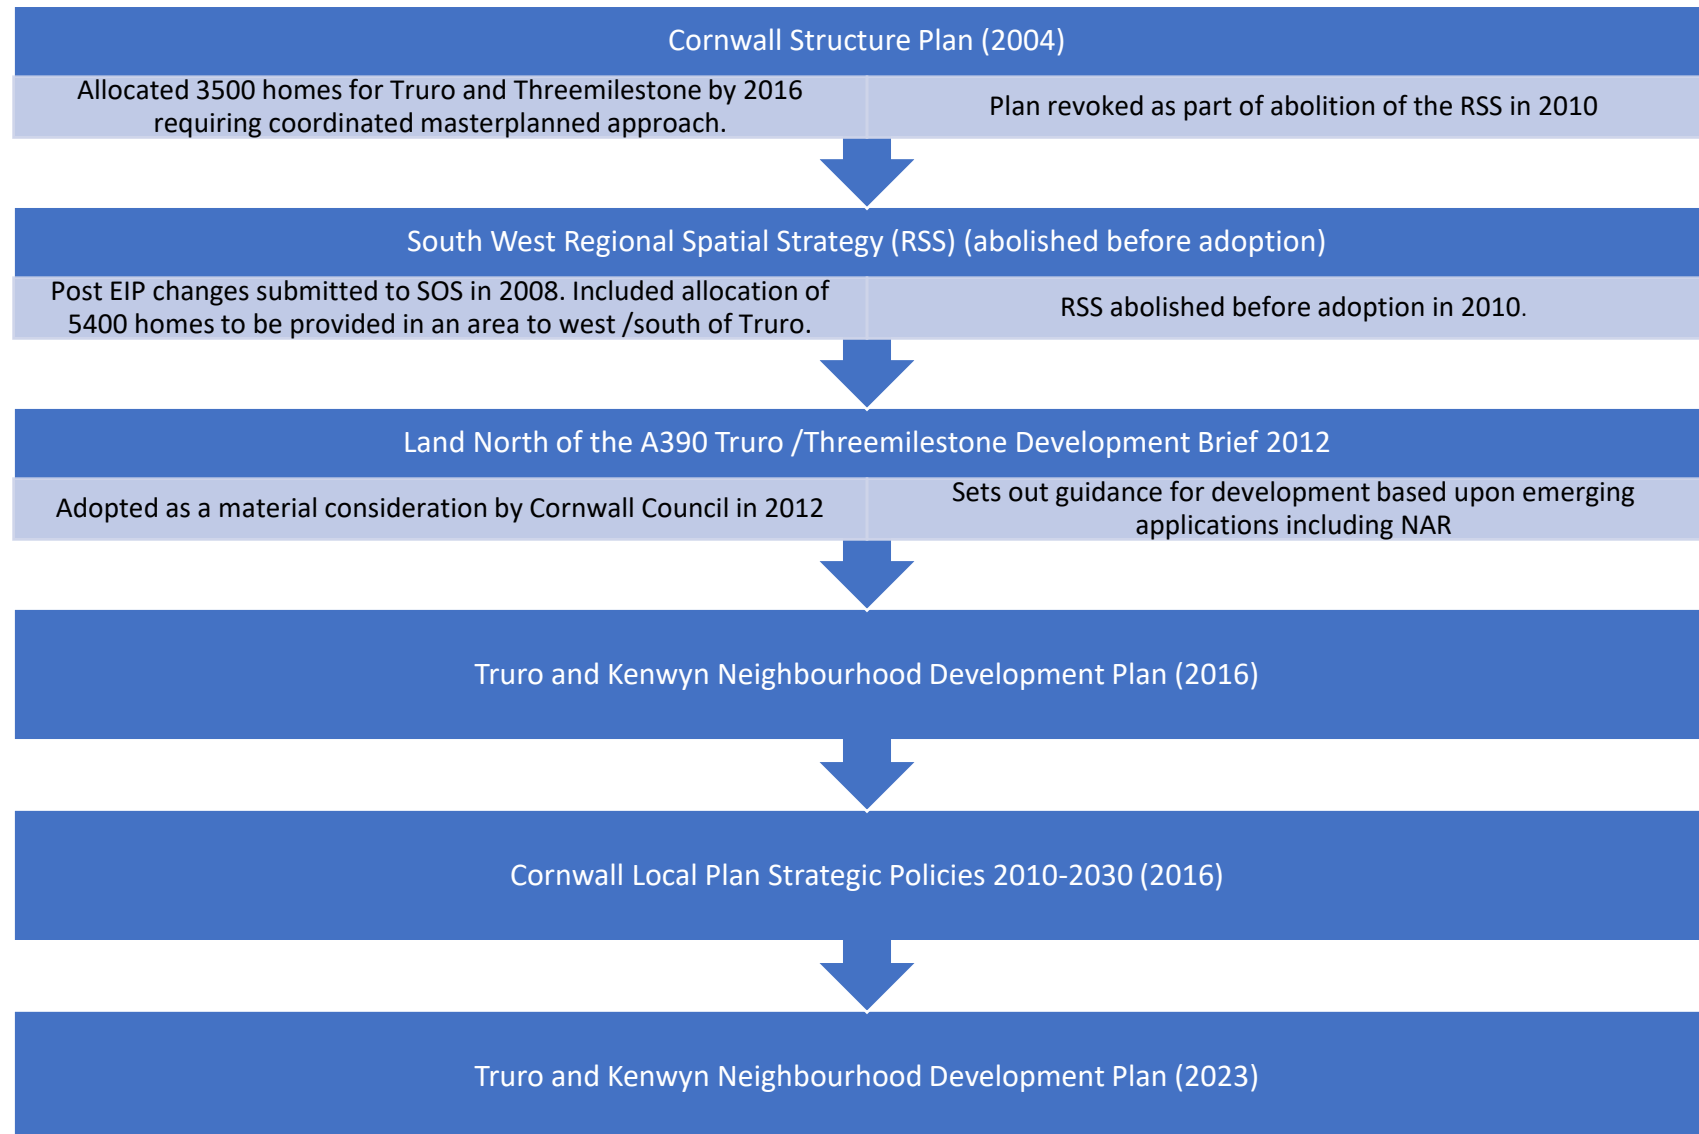 Cornwall Structure Plan (2004)
Allocated 3500 homes for Truro and Threemilestone by 2016
requiring coordinated masterplanned approach.
Plan revoked as part of abolition of the RSS in 2010
South West Regional Spatial Strategy (RSS) (abolished before adoption)
Post EIP changes submitted to SOS in 2008. Included allocation of
5400 homes to be provided in an area to west /south of Truro.
RSS abolished before adoption in 2010.
Land North of the A390 Truro /Threemilestone Development Brief 2012
Adopted as a material consideration by Cornwall Council in 2012
Sets out guidance for development based upon emerging
applications including NAR
Truro and Kenwyn Neighbourhood Development Plan (2016)
Cornwall Local Plan Strategic Policies 2010-2030 (2016)
Truro and Kenwyn Neighbourhood Development Plan (2023)